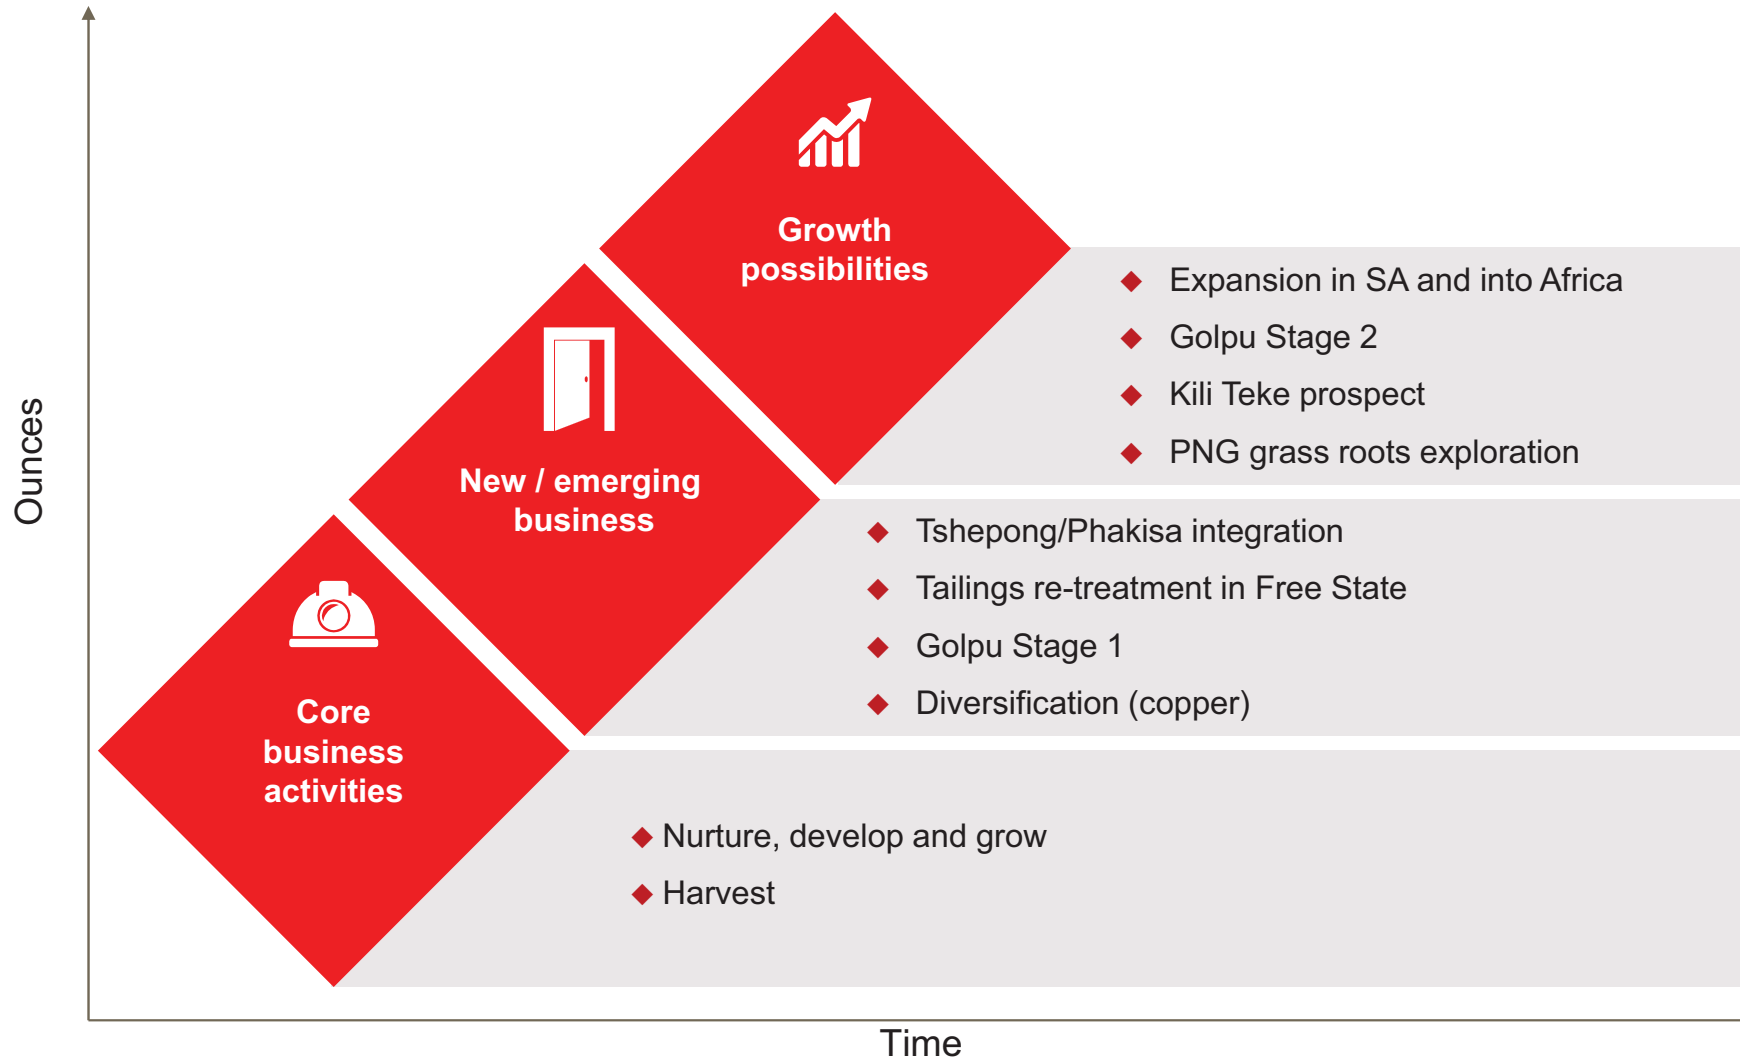 Ounces
Growth
possibilities
Expansion in SA and into Africa
Golpu Stage 2
Kili Teke prospect
PNG grass roots exploration
New / emerging
business
Tshepong/Phakisa integration
Tailings re-treatment in Free State
Golpu Stage 1
Diversification (copper)
Core
business
activities
Nurture, develop and grow
Harvest
Time